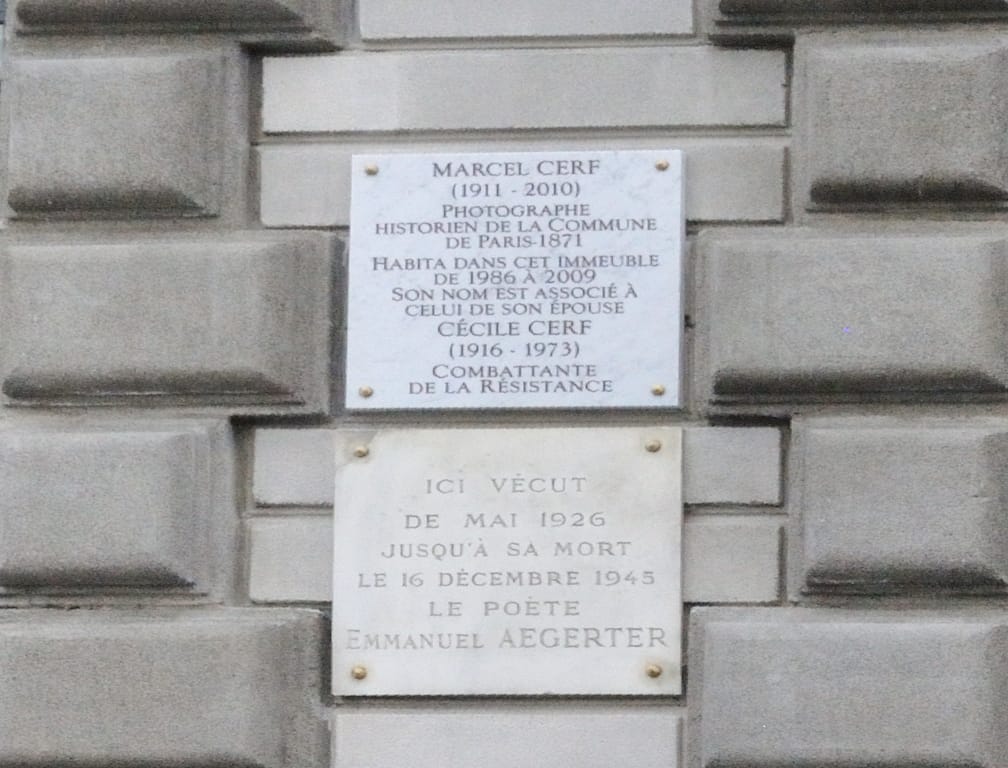 MARCEL CERF
(1911 - 2010)
PHOTOGRAPHE
HISTORIEN DE LA COMMUNE
DE PARIS-1871
HABITA DANS CET IMMEUBLE
DE 1986 À 2009
SON NOM EST ASSOCIÉ À
CELUI DE SON ÉPOUSE
CÉCILE CERF
(1916 - 1973)
COMBATTANTE
DE LA RÉSISTANCE
ICI VÉCUT
DE MAI 1926
JUSQU'À SA MORT
LE 16 DÉCEMBRE 1945
LE POÈTE
EMMANUEL AEGERTER